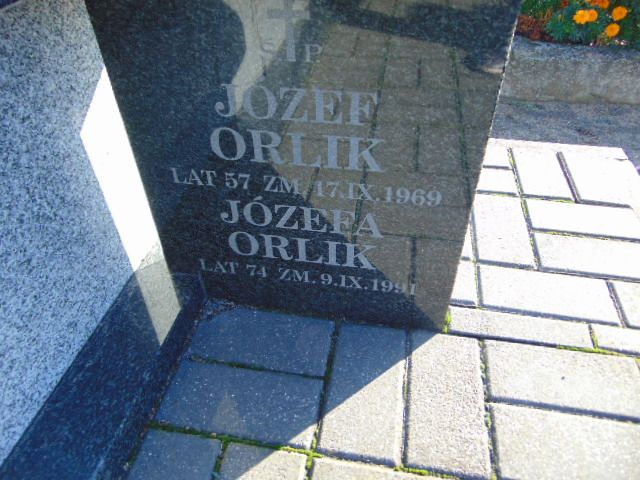 Ś P
JÓZEF
ORLIK
LAT 57 ZM. 17.IX.1969
JÓZEFA
ORLIK
LAT 74 ZM. 9.IX.1991